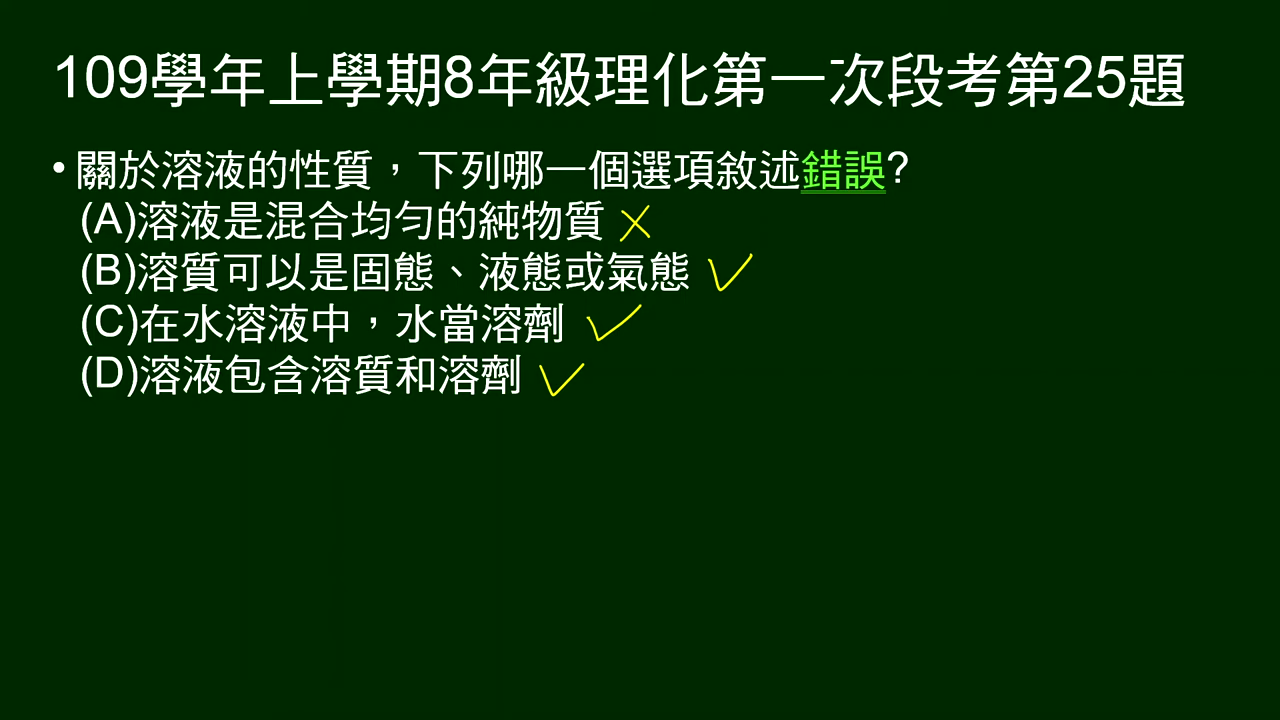 109學年上學期8年級理化第一次段考第25題
•關於溶液的性質，下列哪一個選項敘述錯誤?
(A)溶液是混合均勻的純物質
(B)溶質可以是固態、液態或氣態
(C)在水溶液中，水當溶劑
(D)溶液包含溶質和溶劑